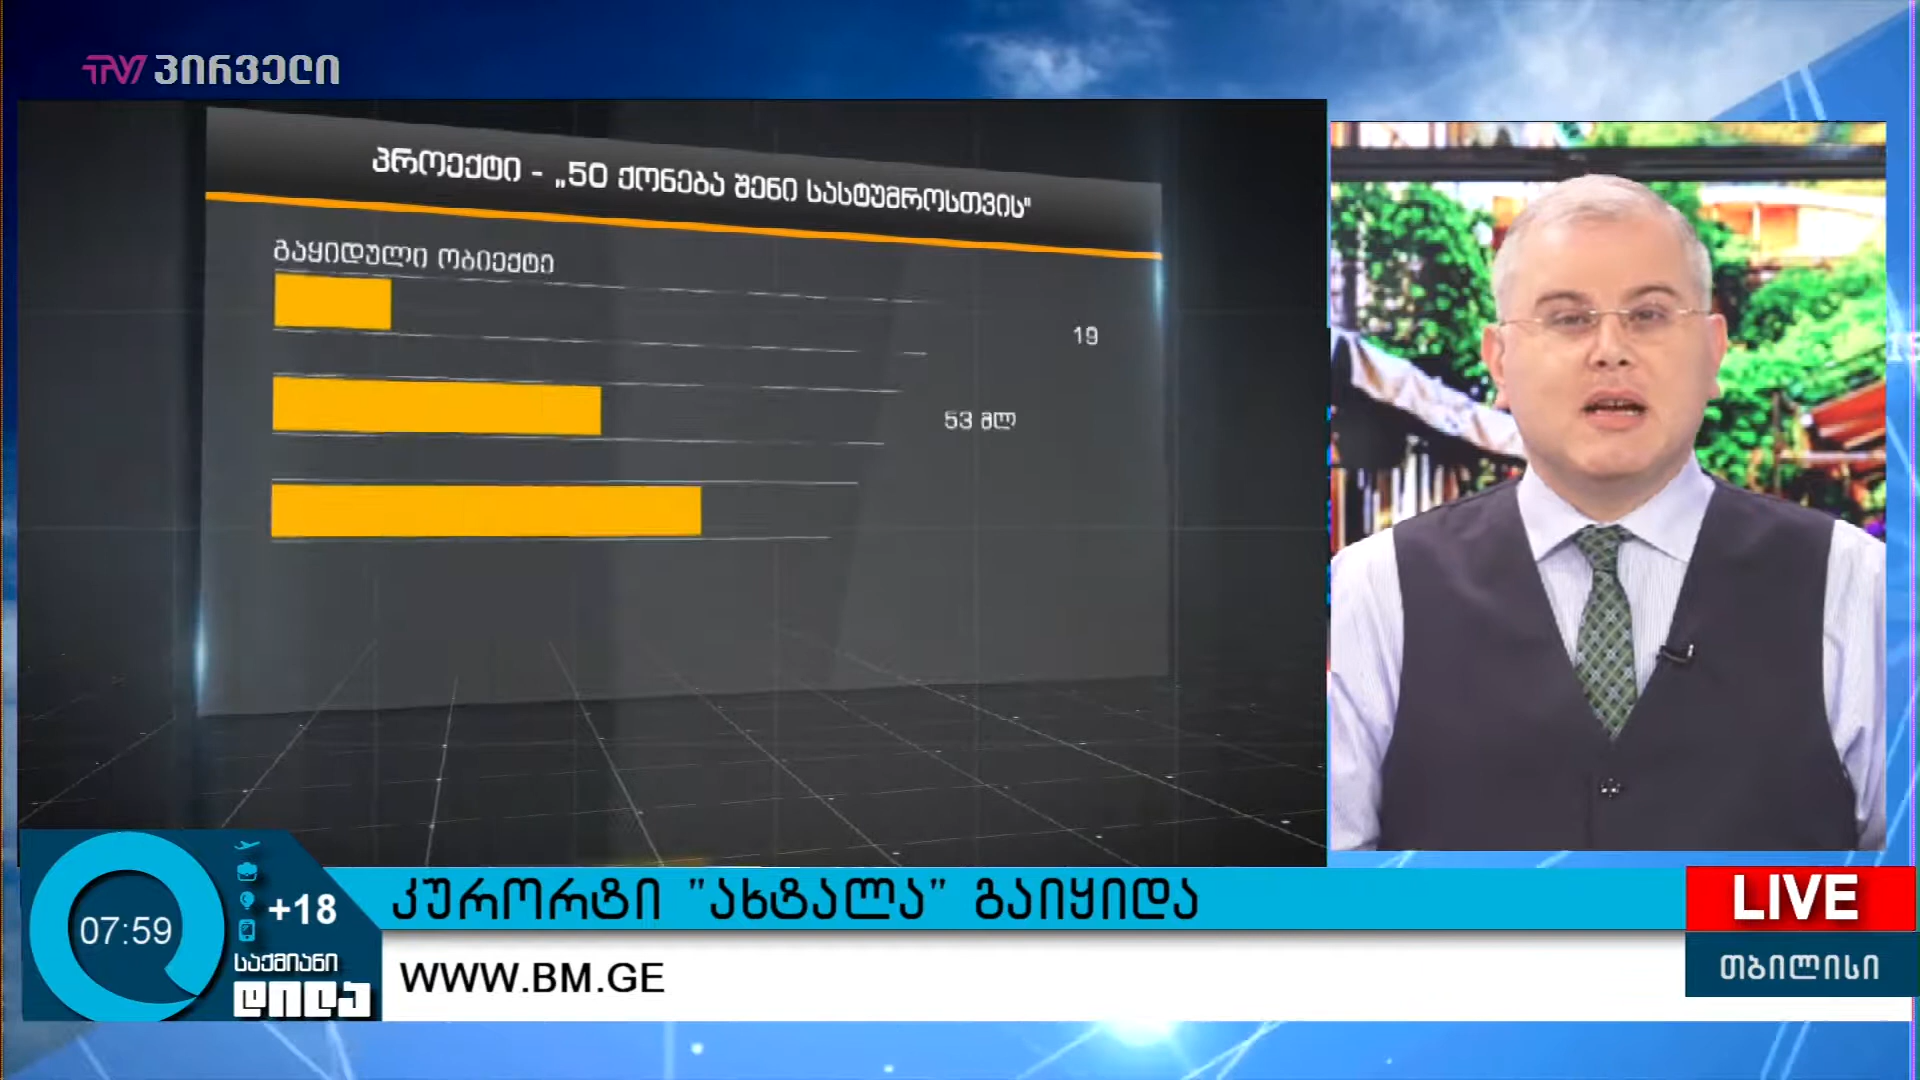 TV პირველი
პროექტი - „50 ქონება შენი სასტუმროსთვის"
გაყიდული ობიექტე
19
53 მლ
კურორტი "ახტალა" გაიყიდა
WWW.BM.GE
07:59
+18
საქმიანი
დილა
LIVE
თბილისი